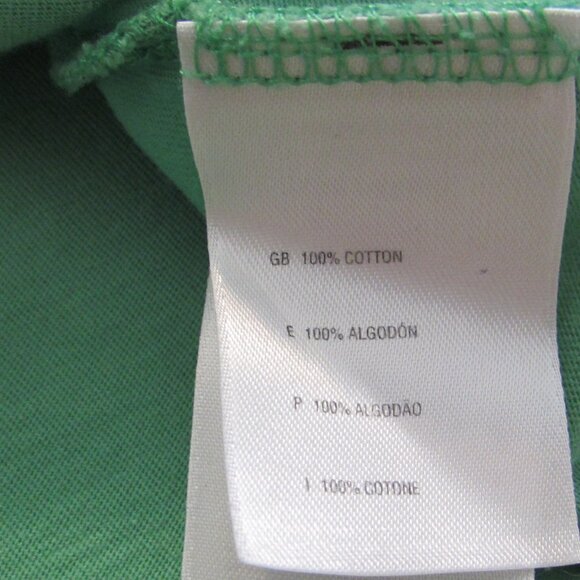 GB 100% COTTON
E 100% ALGODÓN
P 100% ALGODÃO
I 100% COTONE